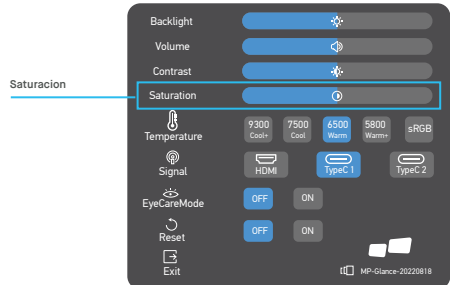 Backlight
Volume
Contrast
Saturacion
Saturation
Temperature
9300 Cool+
7500 Cool
6500 Warm
5800 Warm+
sRGB
Signal
HDMI
TypeC 1
TypeC 2
EyeCareMode
OFF
ON
Reset
OFF
ON
Exit
MP-Glance-20220818